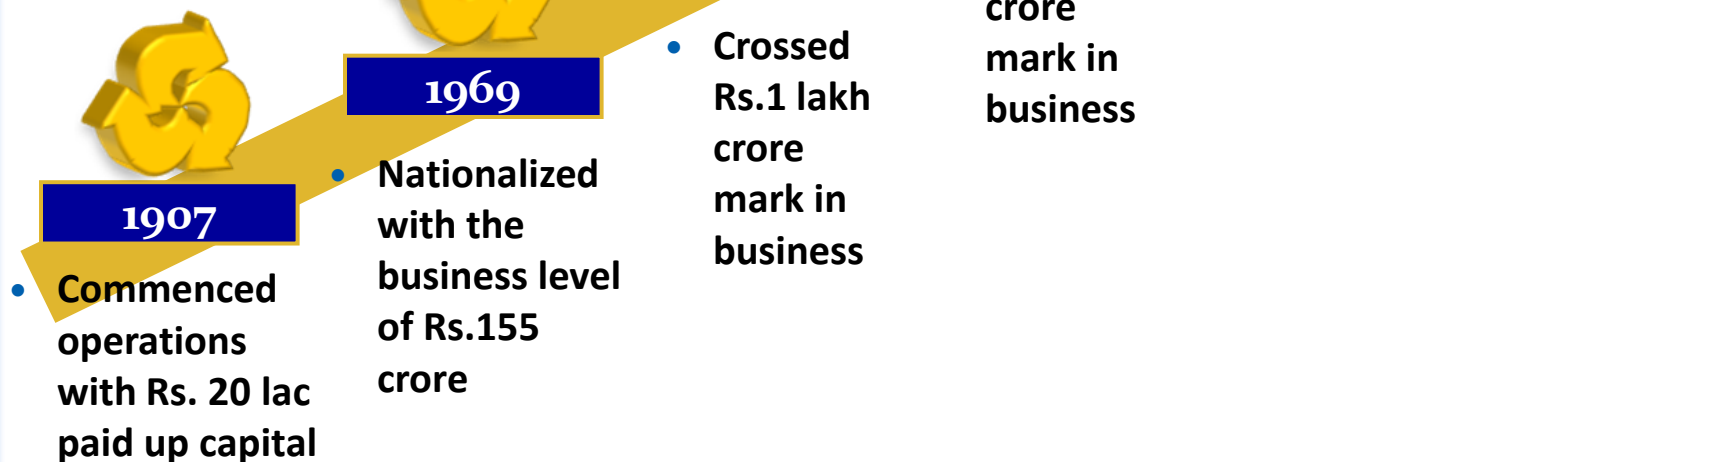 1907
Commenced
operations
with Rs. 20 lac
paid up capital
1969
Nationalized
with the
business level
of Rs.155
crore
Crossed
Rs.1 lakh
crore
mark in
business
crore
mark in
business